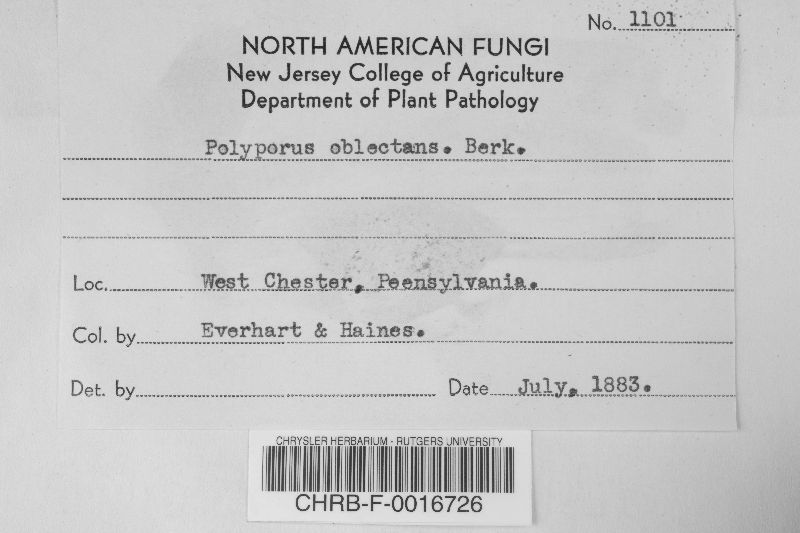 No. 1101
NORTH AMERICAN FUNGI
New Jersey College of Agriculture
Department of Plant Pathology
Polyporus oblectans. Berk.
Loc. West Chester, Peensylvania.
Col. by Everhart & Haines.
Det. by Date July, 1883.
CHRYSLER HERBARIUM - RUTGERS UNIVERSITY
CHRB-F-0016726